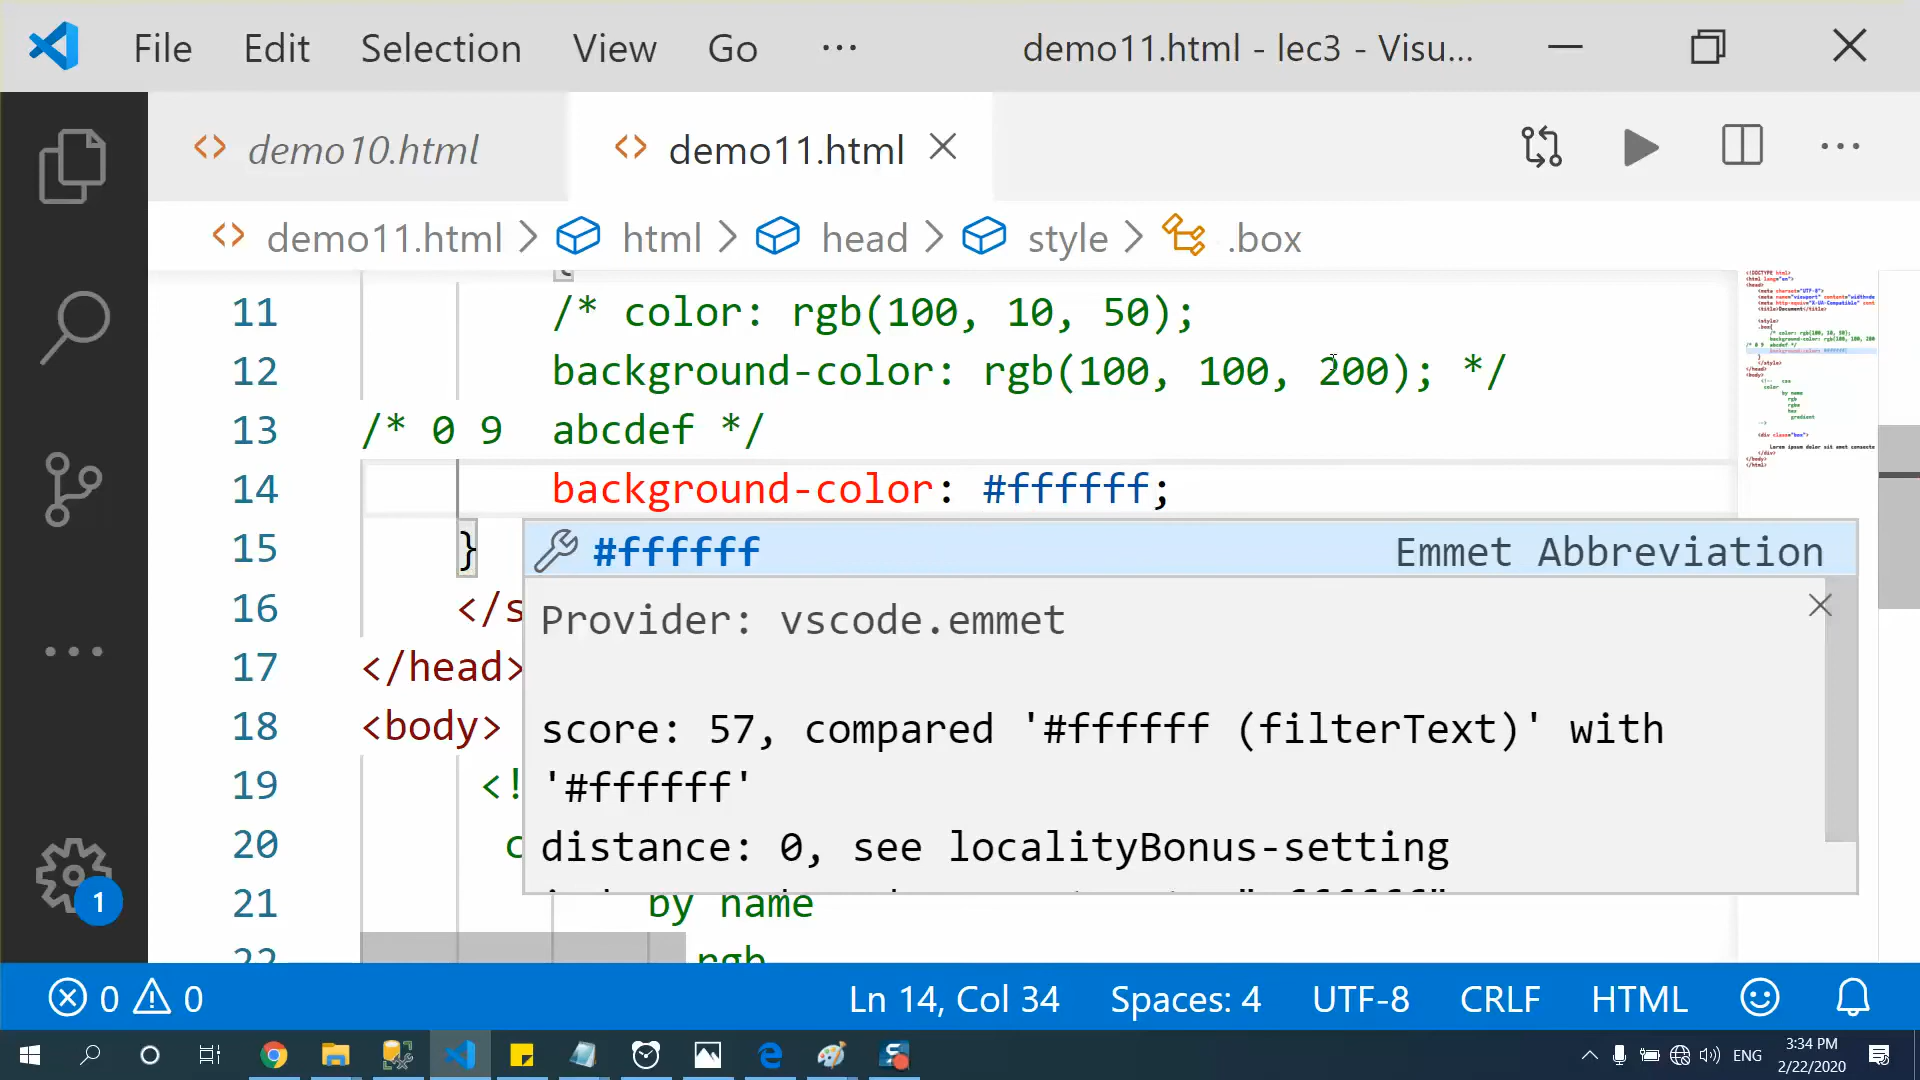 File Edit Selection View Go ··· demo11.html - lec3 - Visu...
demo10.html demo11.html
demo11.html > html > head > style > .box
11 /* color: rgb(100, 10, 50);
12 background-color: rgb(100, 100, 200); */
13 /* 0 9 abcdef */
14 background-color: #ffffff;
15 }
#ffffff Emmet Abbreviation
16 </s
Provider: vscode.emmet
17 </head>
18 <body>
score: 57, compared '#ffffff (filterText)' with
19 <!
'#ffffff'
20 c
distance: 0, see localityBonus-setting
21 by name
22 rgb
1
0 0 Ln 14, Col 34 Spaces: 4 UTF-8 CRLF HTML
ENG 3:34 PM
2/22/2020